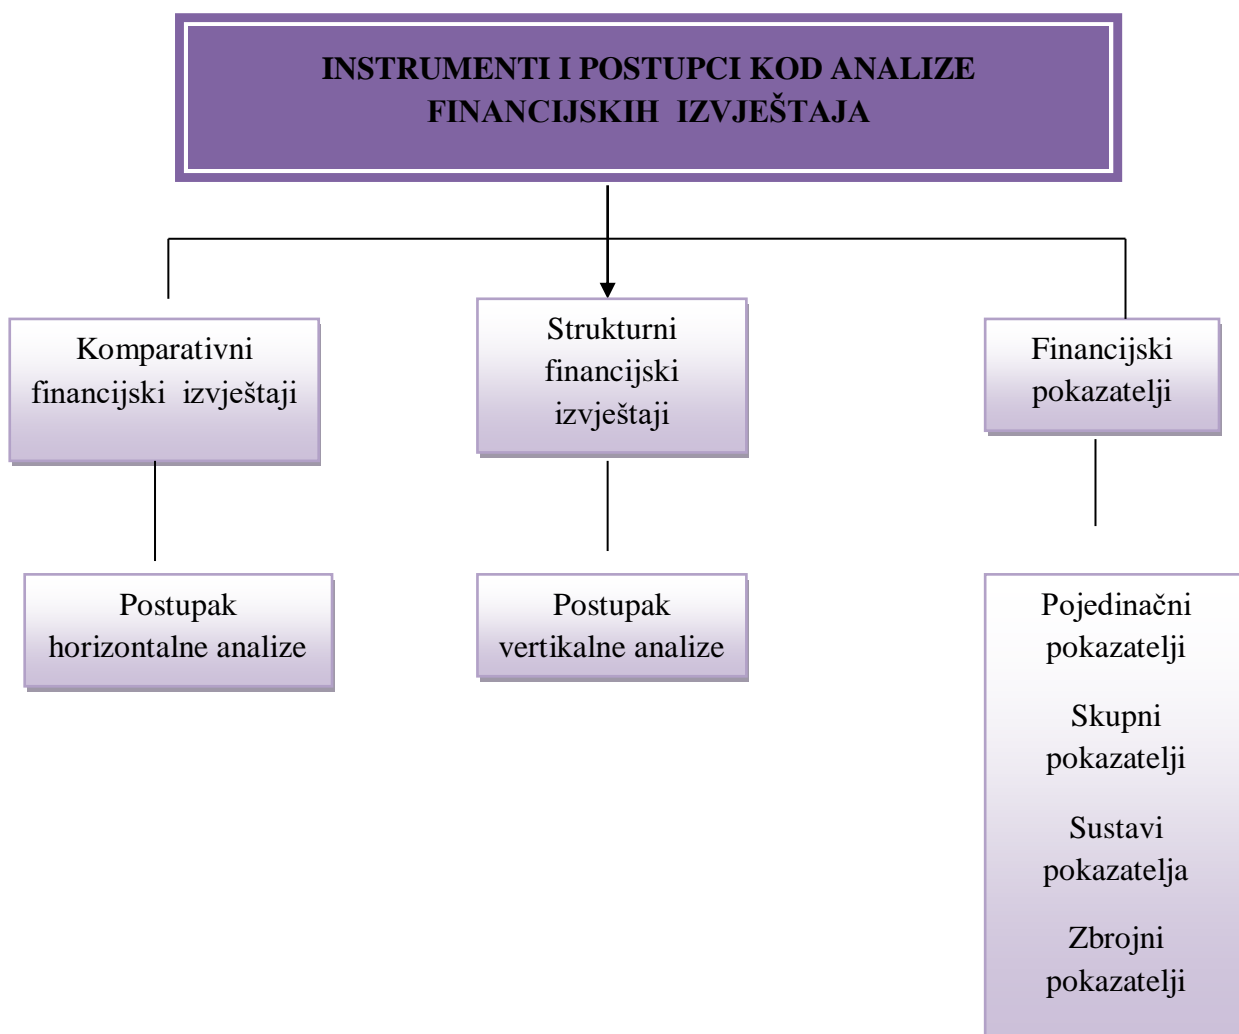 INSTRUMENTI I POSTUPCI KOD ANALIZE
FINANCIJSKIH IZVJEŠTAJA
Komparativni
financijski izvještaji
Strukturni
financijski
izvještaji
Financijski
pokazatelji
Postupak
horizontalne analize
Postupak
vertikalne analize
Pojedinačni
pokazatelji
Skupni
pokazatelji
Sustavi
pokazatelja
Zbrojni
pokazatelji